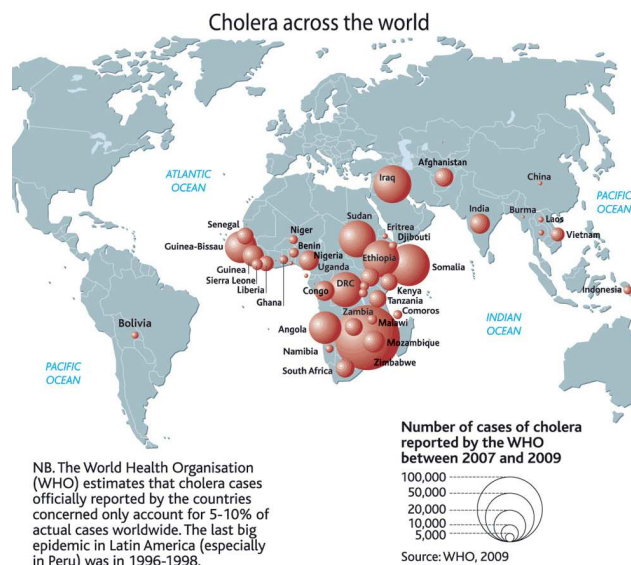 Cholera across the world
ATLANTIC
OCEAN
PACIFIC
OCEAN
Afghanistan
Iraq
China
India
Burma
Laos
Vietnam
Indonesia
Senegal
Guinea-Bissau
Guinea
Sierra Leone
Liberia
Ghana
Niger
Benin
Nigeria
Uganda
Sudan
Eritrea
Djibouti
Ethiopia
Somalia
Congo
DRC
Kenya
Tanzania
Comoros
Zambia
Malawi
Angola
Mozambique
Namibia
Zimbabwe
South Africa
Bolivia
INDIAN
OCEAN
PACIFIC
OCEAN
NB. The World Health Organisation
(WHO) estimates that cholera cases
officially reported by the countries
concerned only account for 5-10% of
actual cases worldwide. The last big
epidemic in Latin America (especially
in Peru) was in 1996-1998.
Number of cases of cholera
reported by the WHO
between 2007 and 2009
100,000
50,000
20,000
10,000
5,000
Source: WHO, 2009